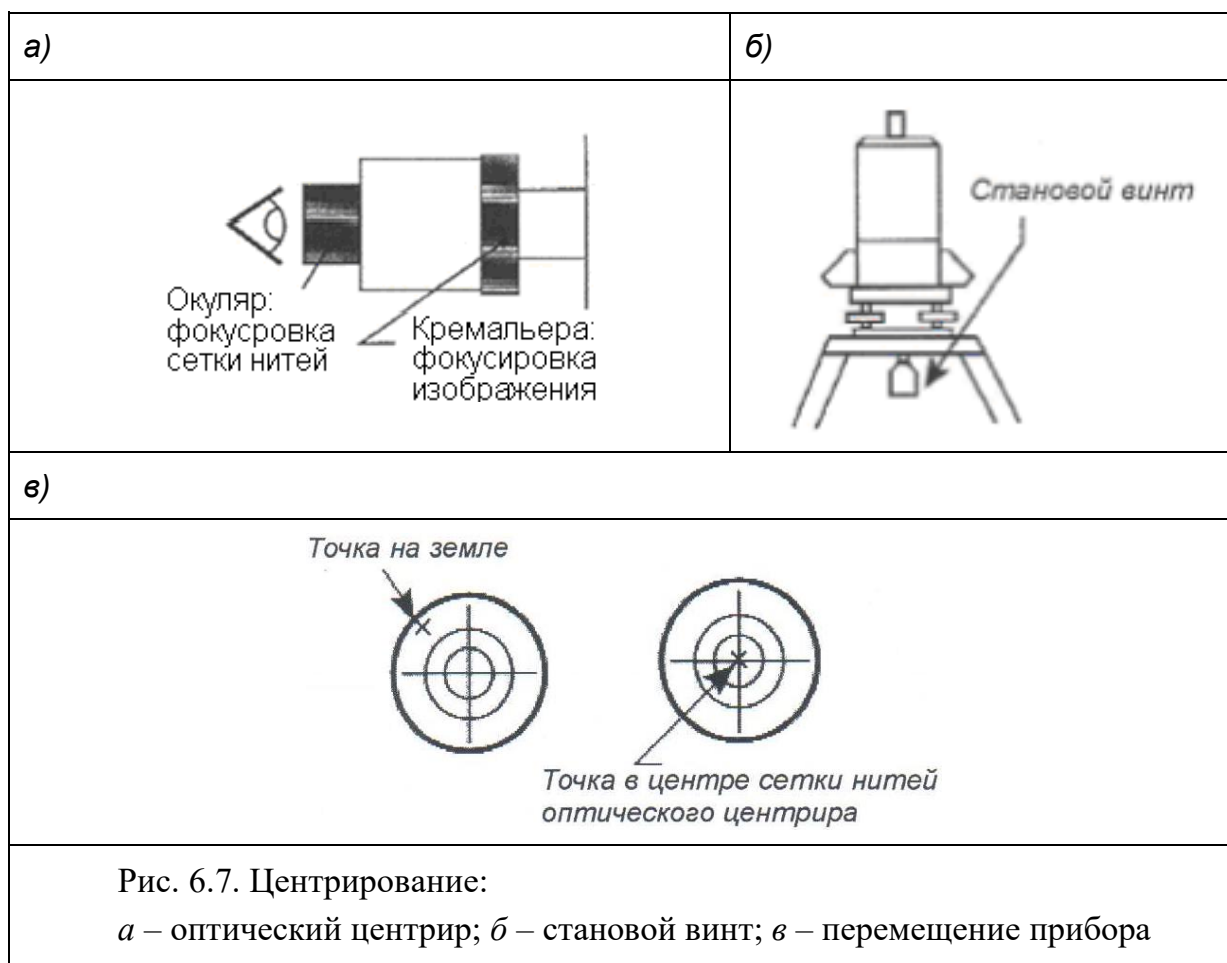 а)
б)
Окуляр:
фокусровка
сетки нитей
Кремальера:
фокусировка
изображения
Становой винт
в)
Точка на земле
Точка в центре сетки нитей
оптического центрира
Рис. 6.7. Центрирование:
а – оптический центрир; б – становой винт; в – перемещение прибора